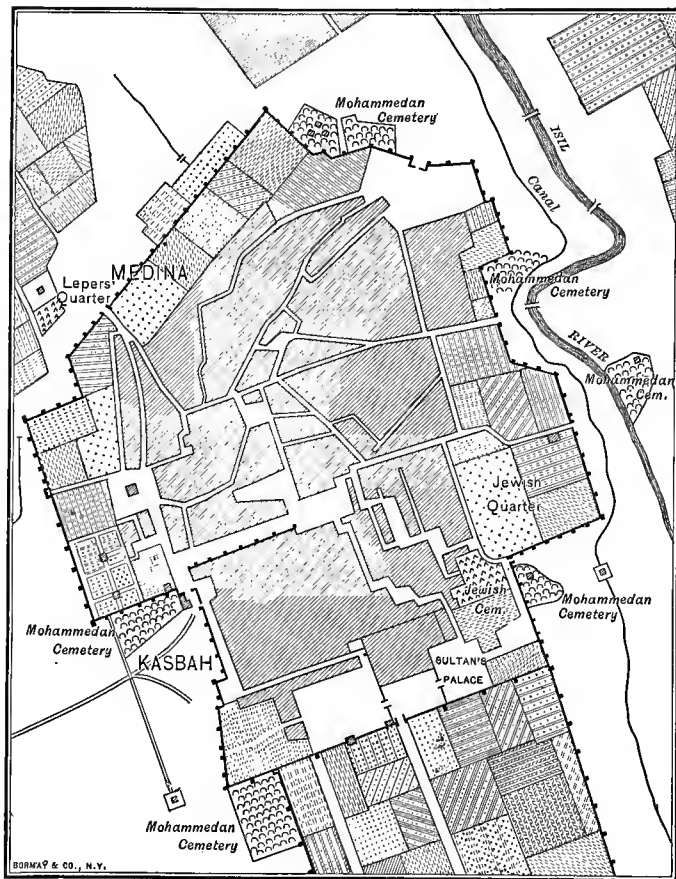 Mohammedan
Cemetery
ISIL
Canal
MEDINA
Lepers'
Quarter
Mohammedan
Cemetery
RIVER
Mohammedan
Cem.
Jewish
Quarter
Jewish
Cem.
Mohammedan
Cemetery
Mohammedan
Cemetery
KASBAH
SULTAN'S
PALACE
Mohammedan
Cemetery
BORMAY & CO., N.Y.